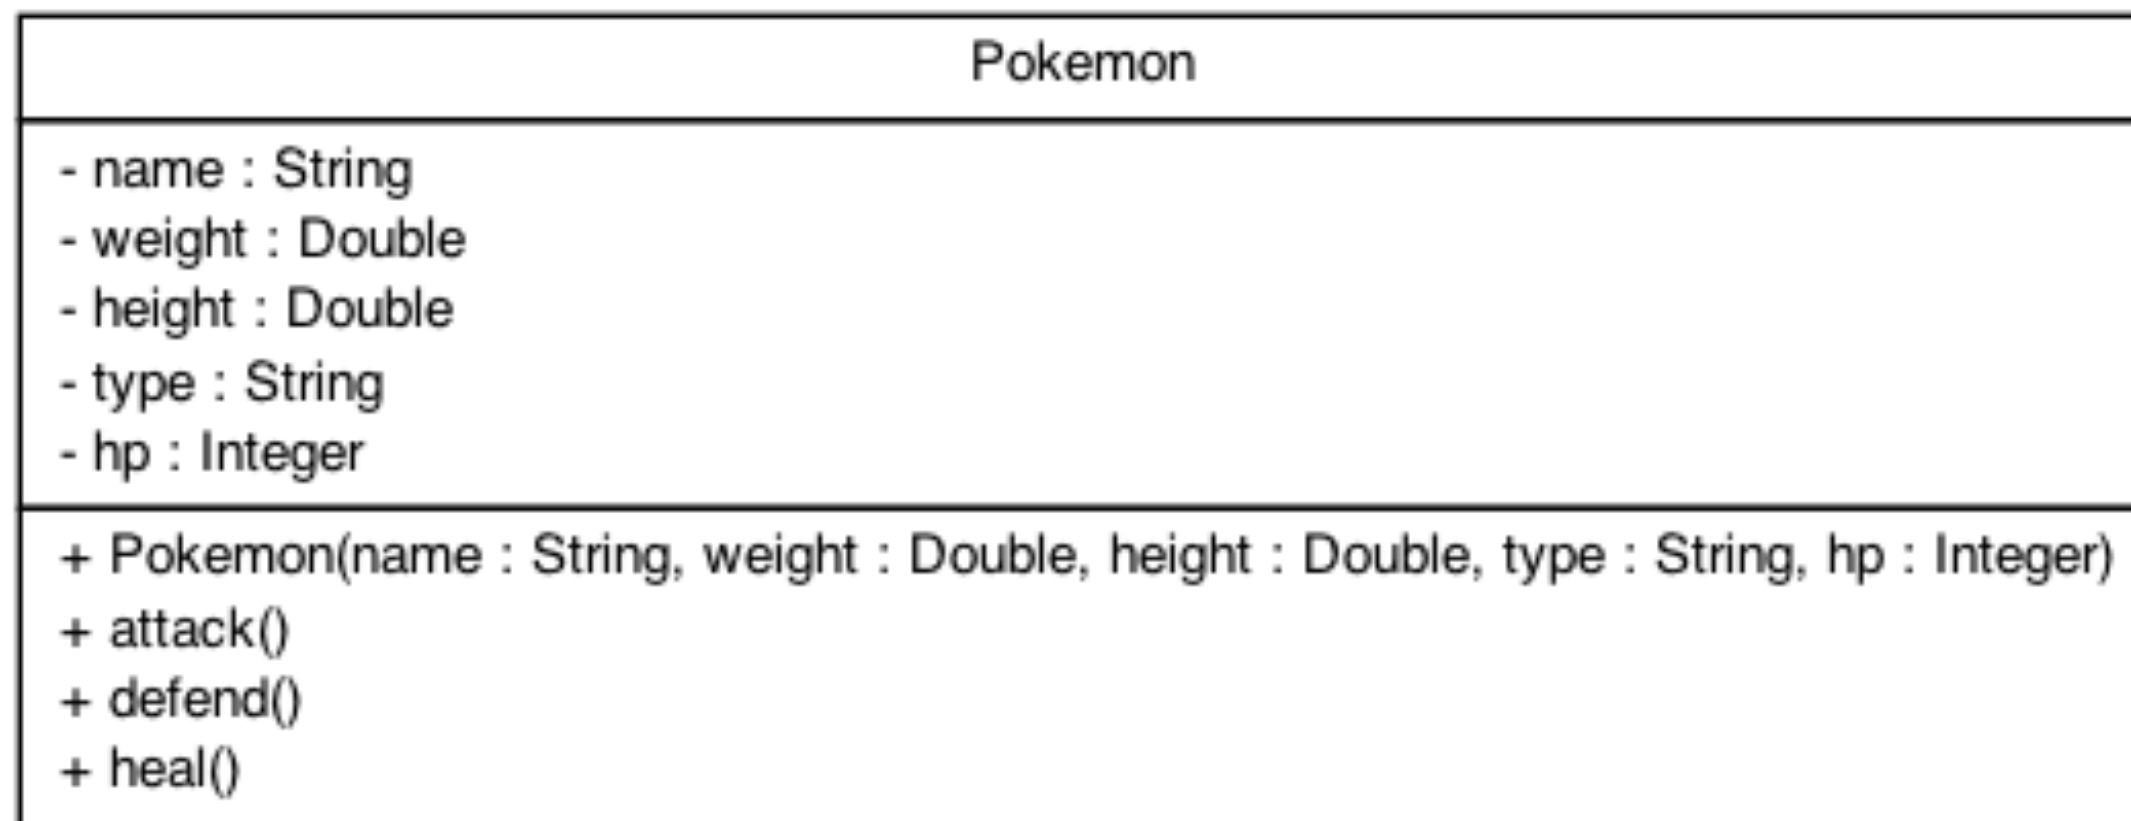 Pokemon
- name : String
- weight : Double
- height : Double
- type : String
- hp : Integer
+ Pokemon(name : String, weight : Double, height : Double, type : String, hp : Integer)
+ attack()
+ defend()
+ heal()